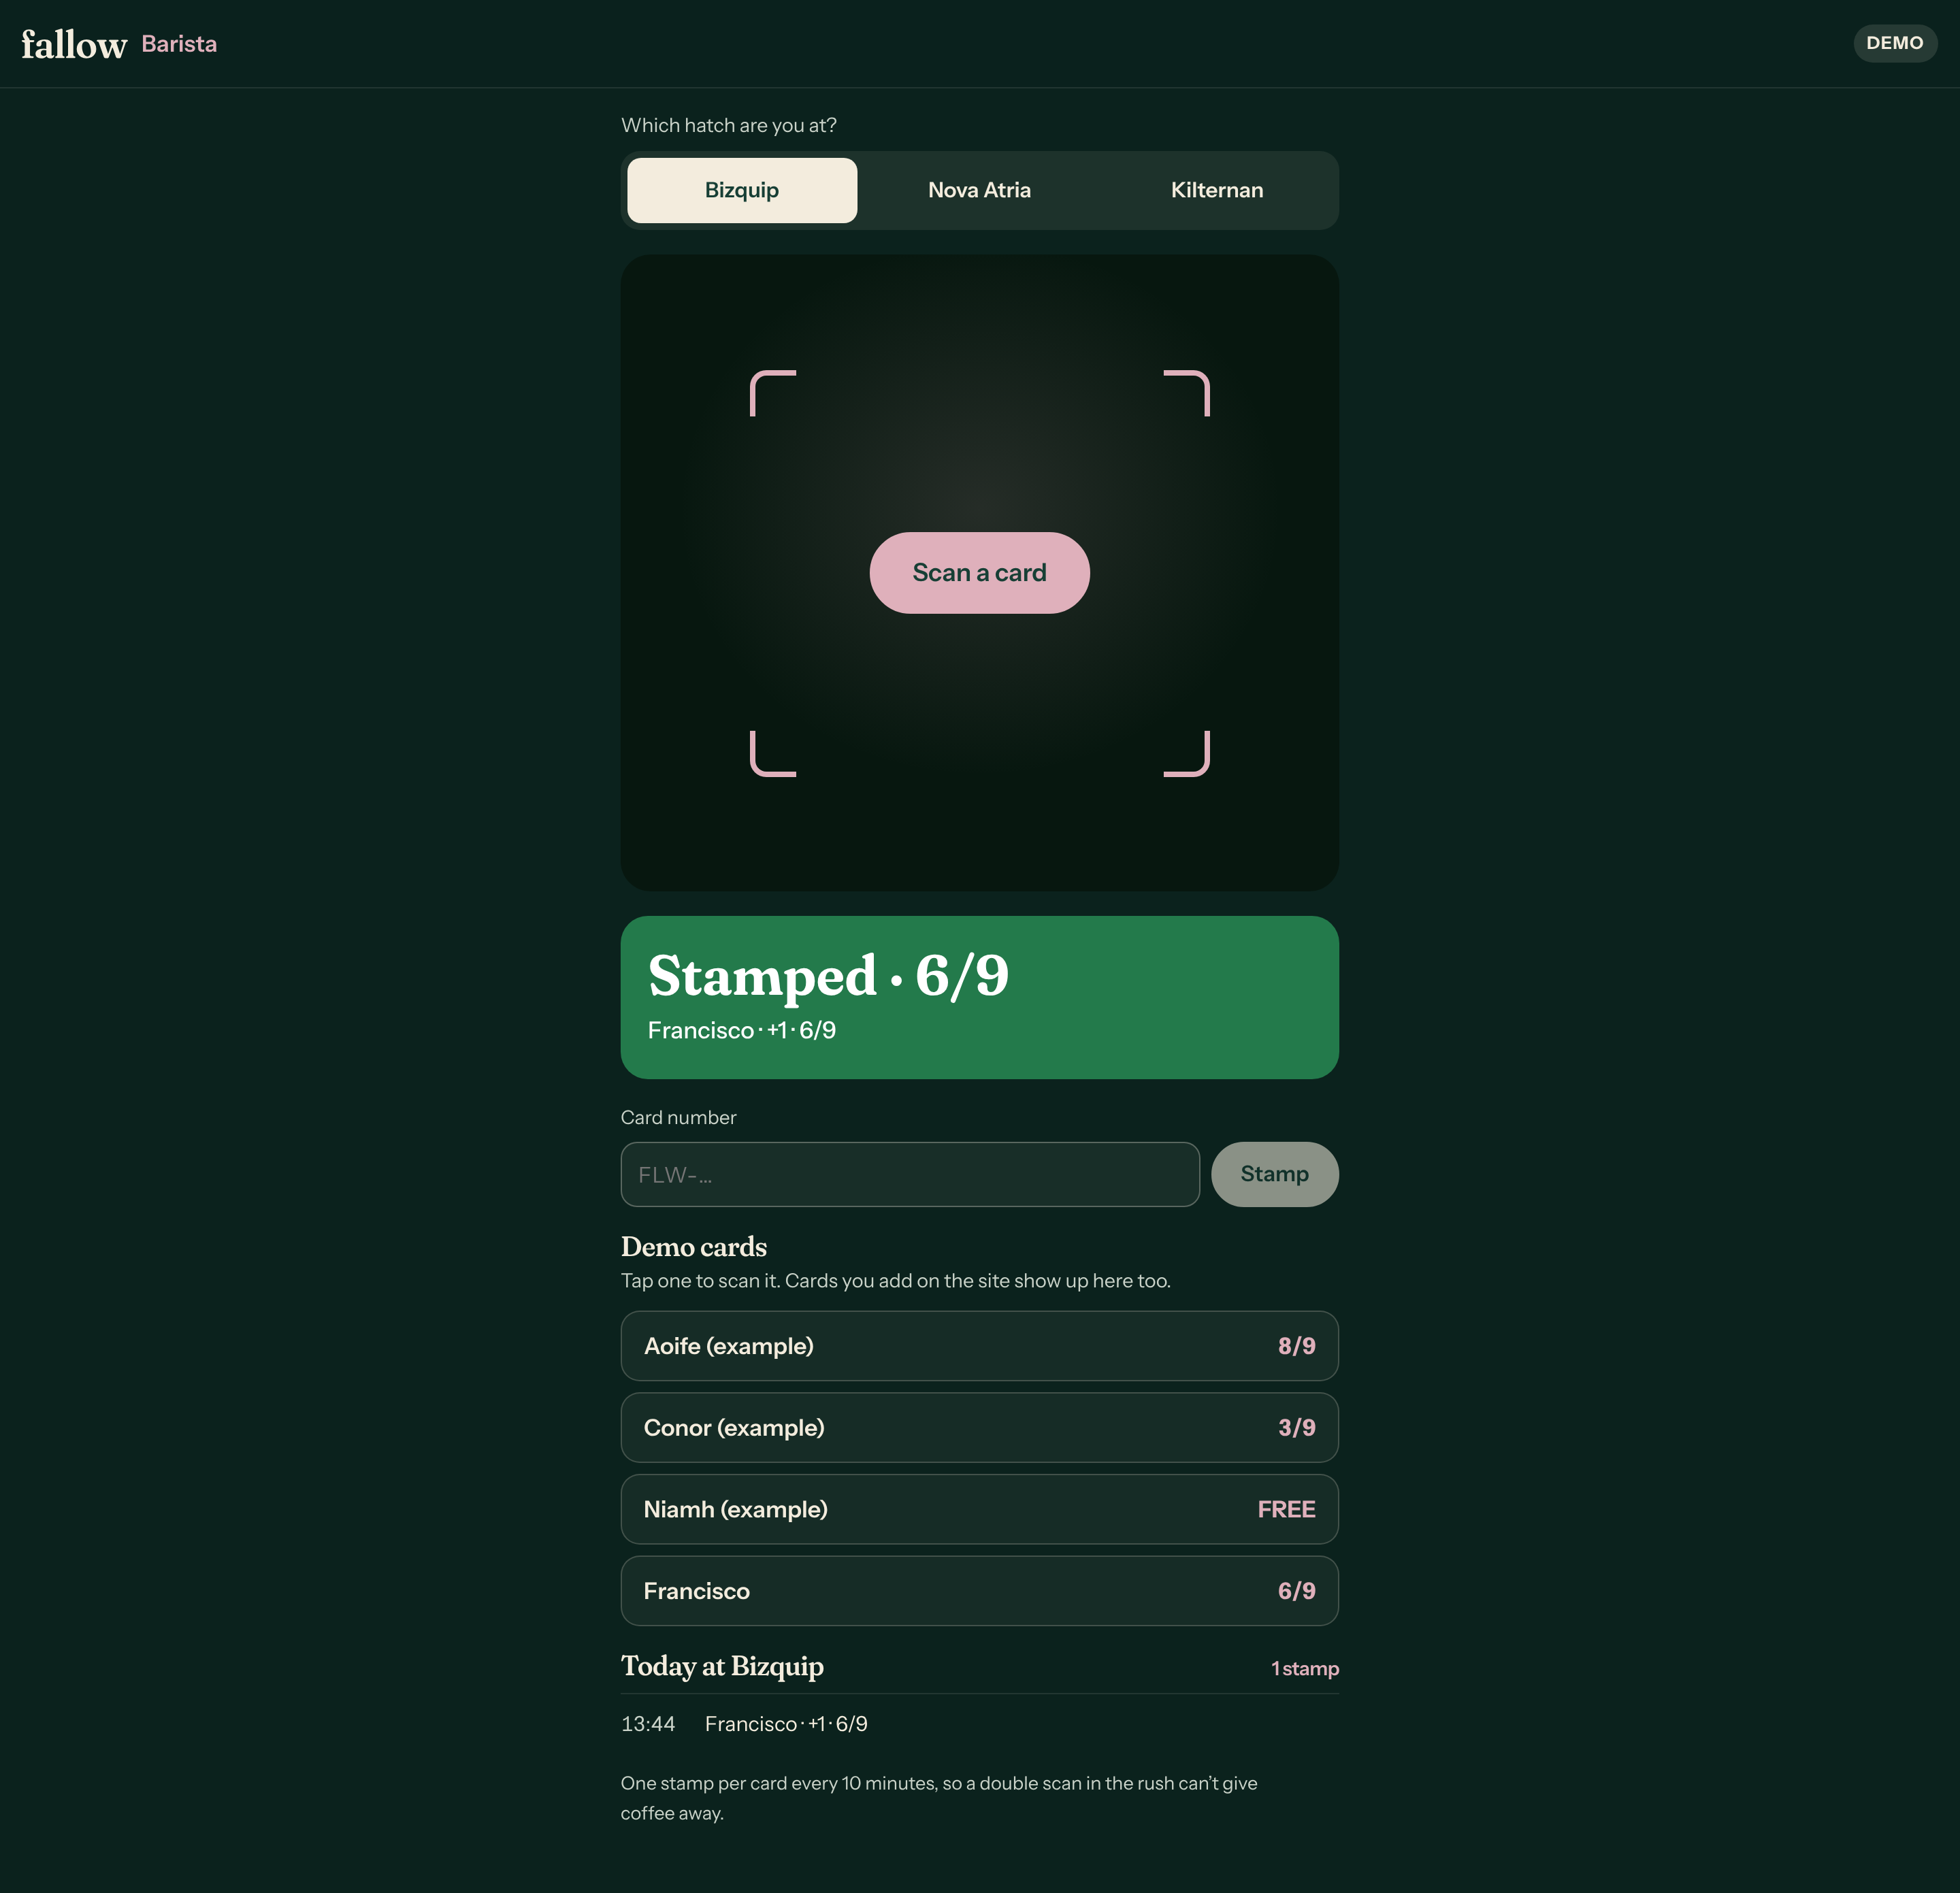 fallow Barista
DEMO
Which hatch are you at?
Bizquip Nova Atria Kilternan
Scan a card
Stamped · 6/9
Francisco · +1 · 6/9
Card number
FLW-…
Stamp
Demo cards
Tap one to scan it. Cards you add on the site show up here too.
Aoife (example) 8/9
Conor (example) 3/9
Niamh (example) FREE
Francisco 6/9
Today at Bizquip 1 stamp
13:44 Francisco · +1 · 6/9
One stamp per card every 10 minutes, so a double scan in the rush can’t give
coffee away.